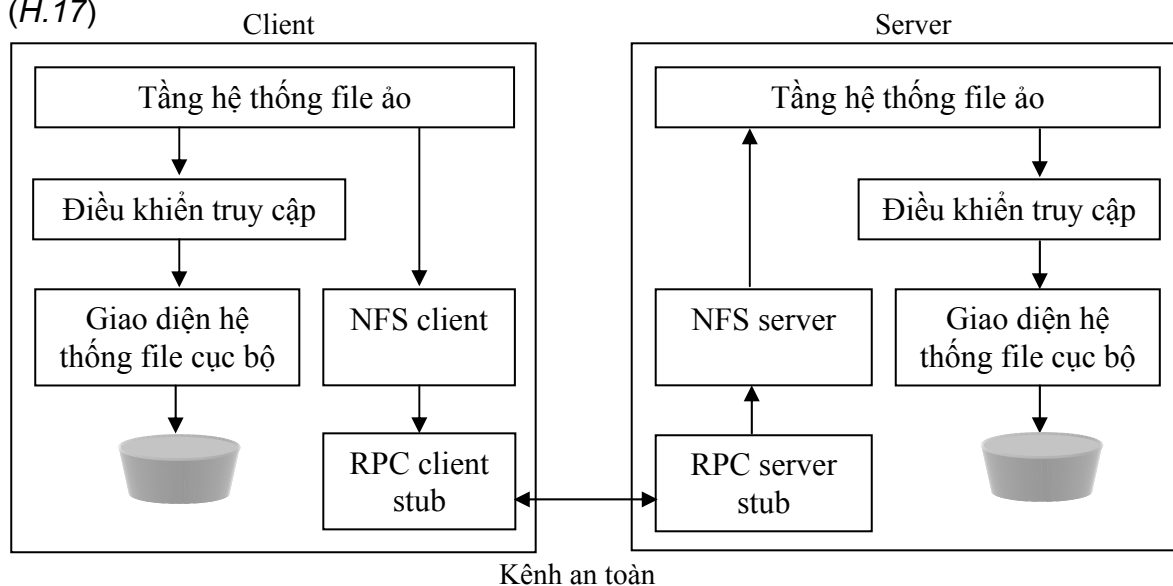 (H.17)
Client
Server
Tầng hệ thống file ảo
Tầng hệ thống file ảo
Điều khiển truy cập
Điều khiển truy cập
Giao diện hệ
thống file cục bộ
NFS client
NFS server
Giao diện hệ
thống file cục bộ
RPC client
stub
RPC server
stub
Kênh an toàn